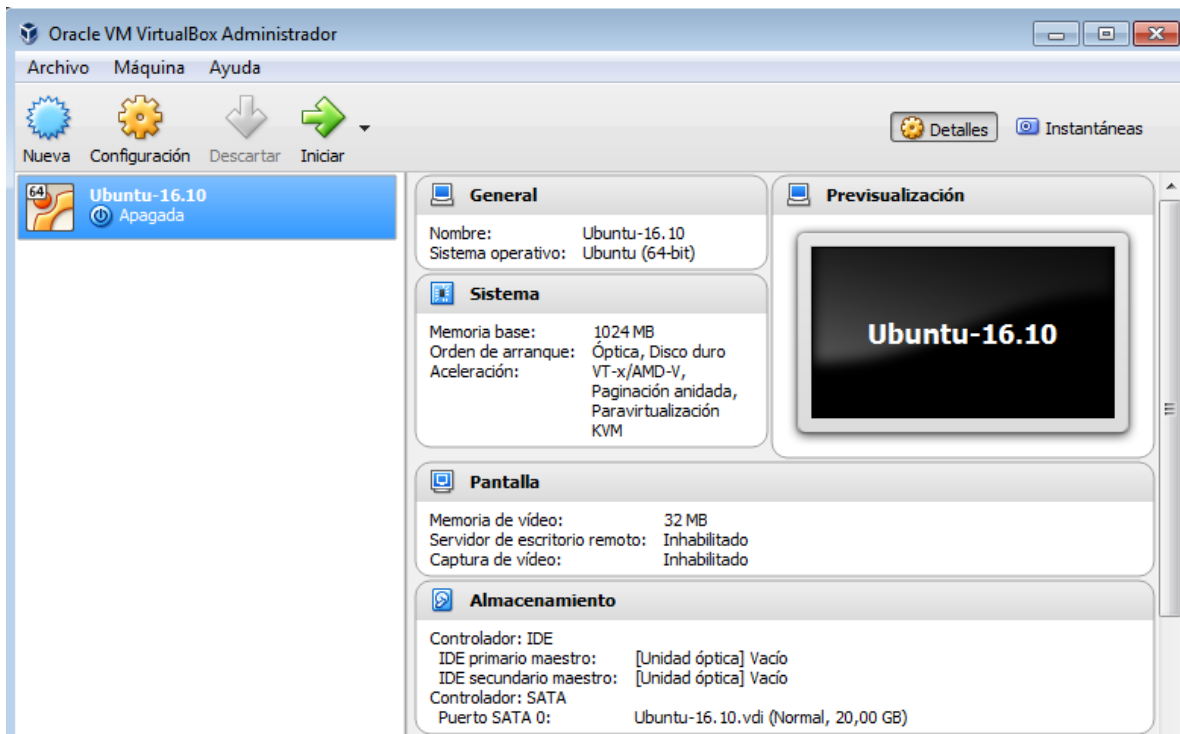 Oracle VM VirtualBox Administrador
Archivo Máquina Ayuda
Nueva Configuración Descartar Iniciar
Detalles Instantáneas
64
Ubuntu-16.10
Apagada
General
Nombre: Ubuntu-16.10
Sistema operativo: Ubuntu (64-bit)
Previsualización
Ubuntu-16.10
Sistema
Memoria base: 1024 MB
Orden de arranque: Óptica, Disco duro
Aceleración: VT-x/AMD-V,
Paginación anidada,
Paravirtualización
KVM
Pantalla
Memoria de vídeo: 32 MB
Servidor de escritorio remoto: Inhabilitado
Captura de vídeo: Inhabilitado
Almacenamiento
Controlador: IDE
IDE primario maestro: [Unidad óptica] Vacío
IDE secundario maestro: [Unidad óptica] Vacío
Controlador: SATA
Puerto SATA 0: Ubuntu-16.10.vdi (Normal, 20,00 GB)